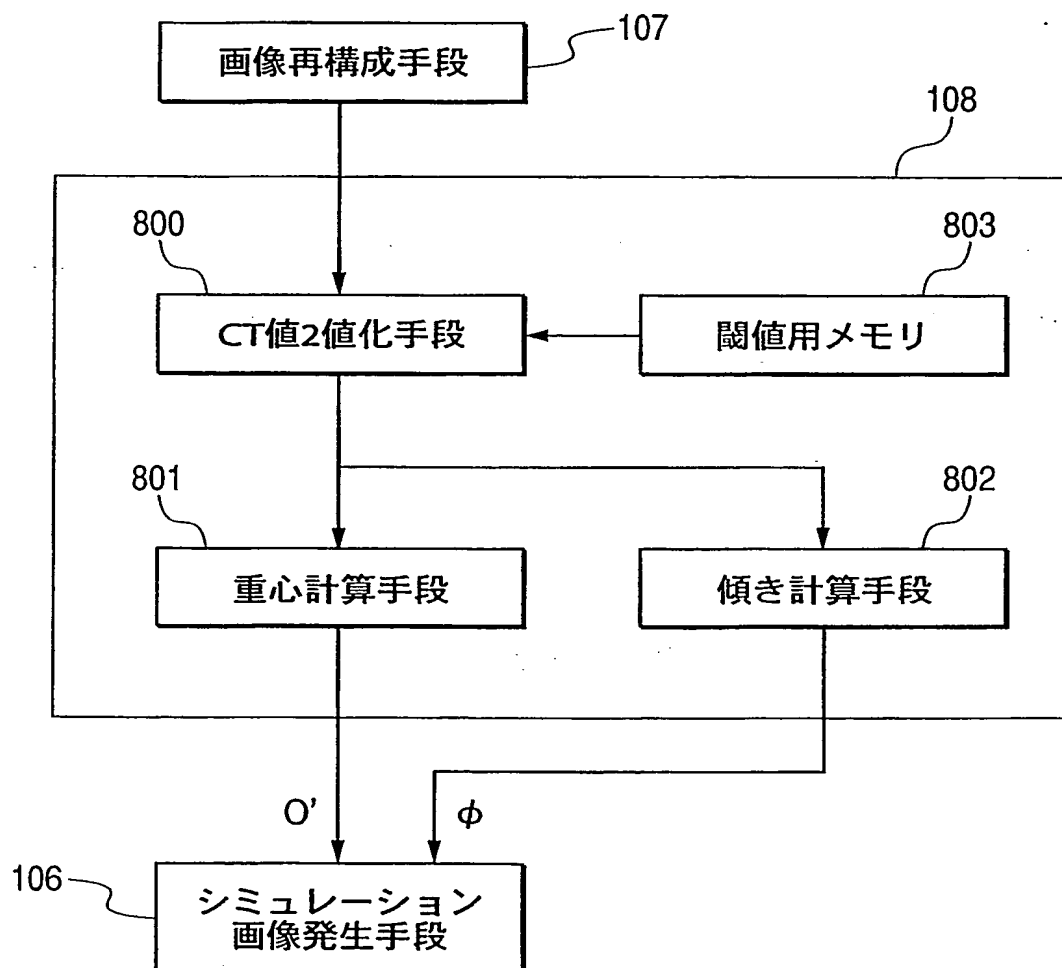 画像再構成手段
107
108
800
803
CT値2値化手段
閾値用メモリ
801
802
重心計算手段
傾き計算手段
O'
φ
106
シミュレーション
画像発生手段